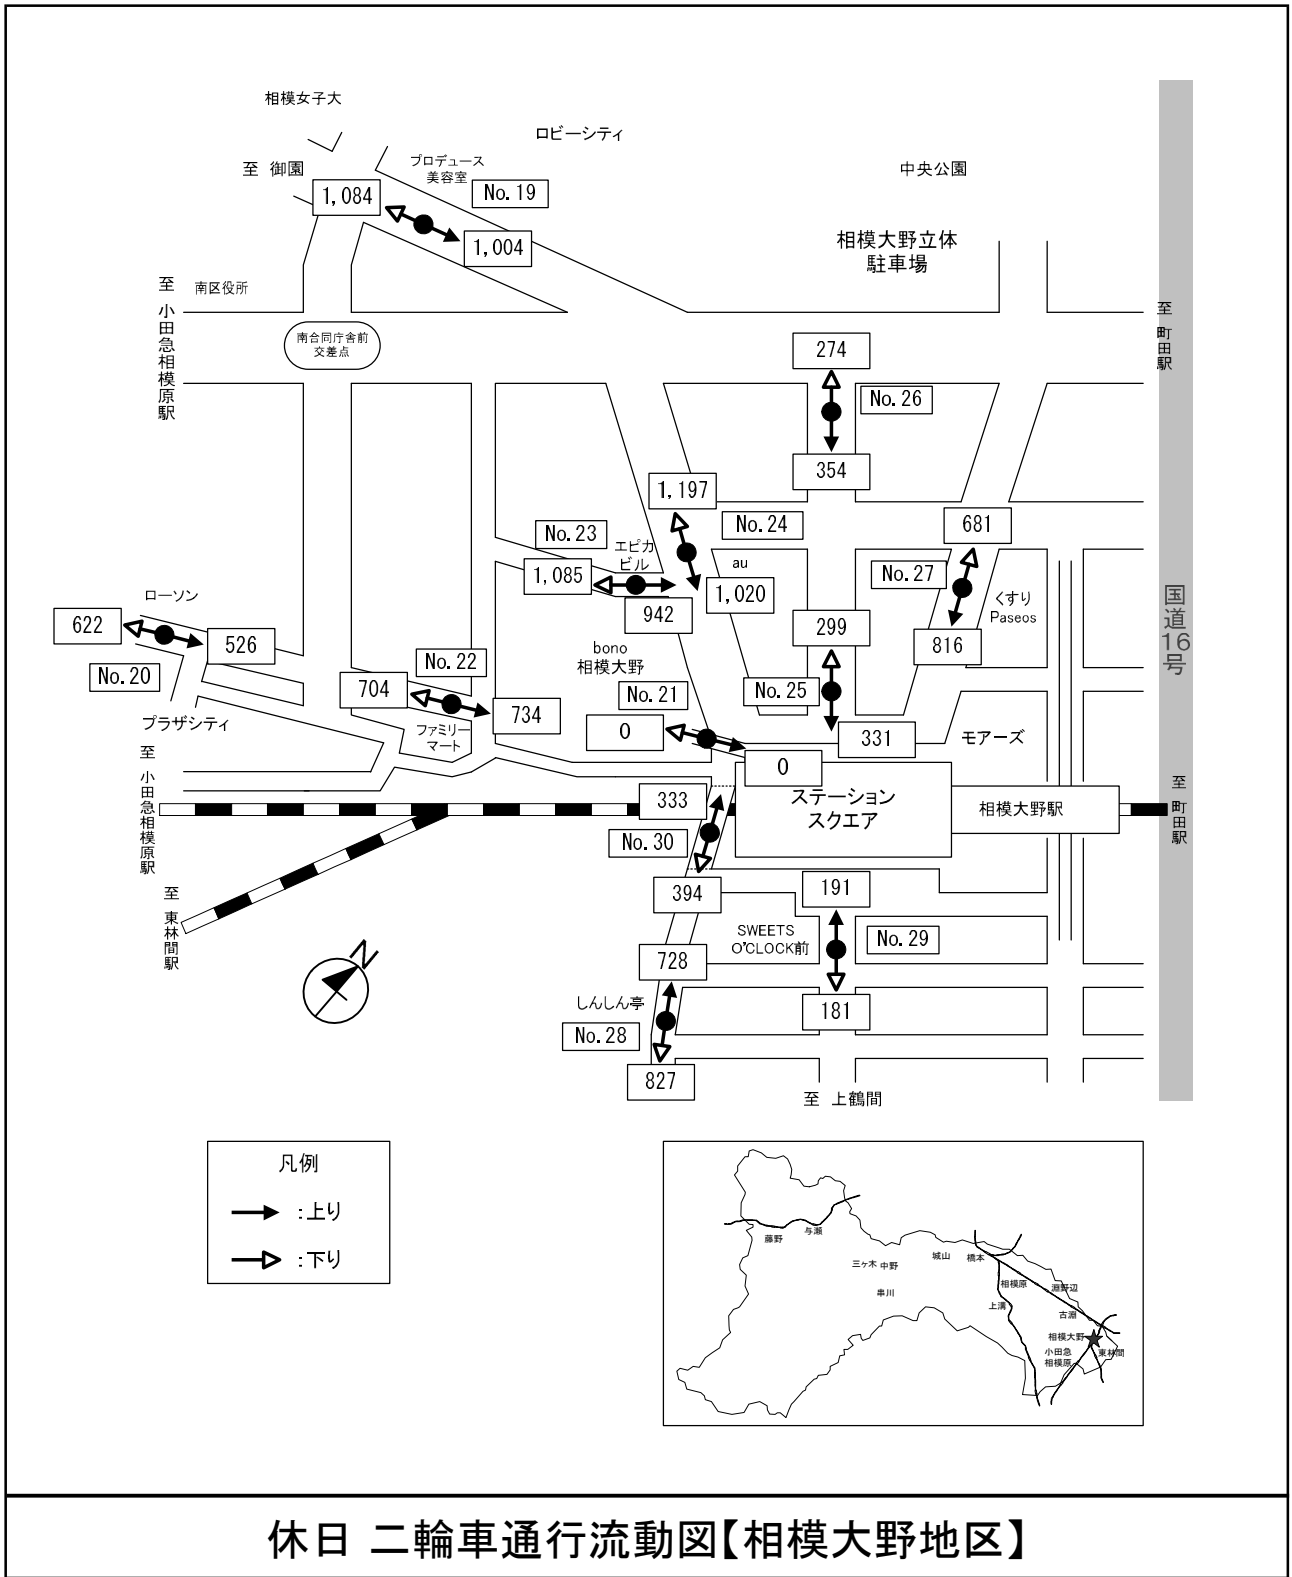 相模女子大
ロビーシティ
至 御園
プロデュース
美容室
No. 19
中央公園
1,084
1,004
相模大野立体
駐車場
至 小田急相模原駅
南区役所
南合同庁舎前
交差点
至 町田駅
274
No. 26
354
1,197
No. 24
681
No. 23
エピカ
ビル
au
1,085
1,020
No. 27
942
299
くすり
Paseos
816
国道16号
ローソン
622
526
No. 20
プラザシティ
bono
相模大野
No. 22
704
734
ファミリー
マート
No. 21
No. 25
0
0
331
モアーズ
至 小田急相模原駅
ステーション
スクエア
相模大野駅
至 町田駅
333
No. 30
394
至 東林間駅
191
SWEETS
O'CLOCK前
No. 29
181
N
728
しんしん亭
No. 28
827
至 上鶴間
凡例
:上り
:下り
藤野
与瀬
三ヶ木
中野
串川
城山
橋本
相模原
上溝
淵野辺
古淵
相模大野
小田急
相模原
東林間
休日 二輪車通行流動図【相模大野地区】